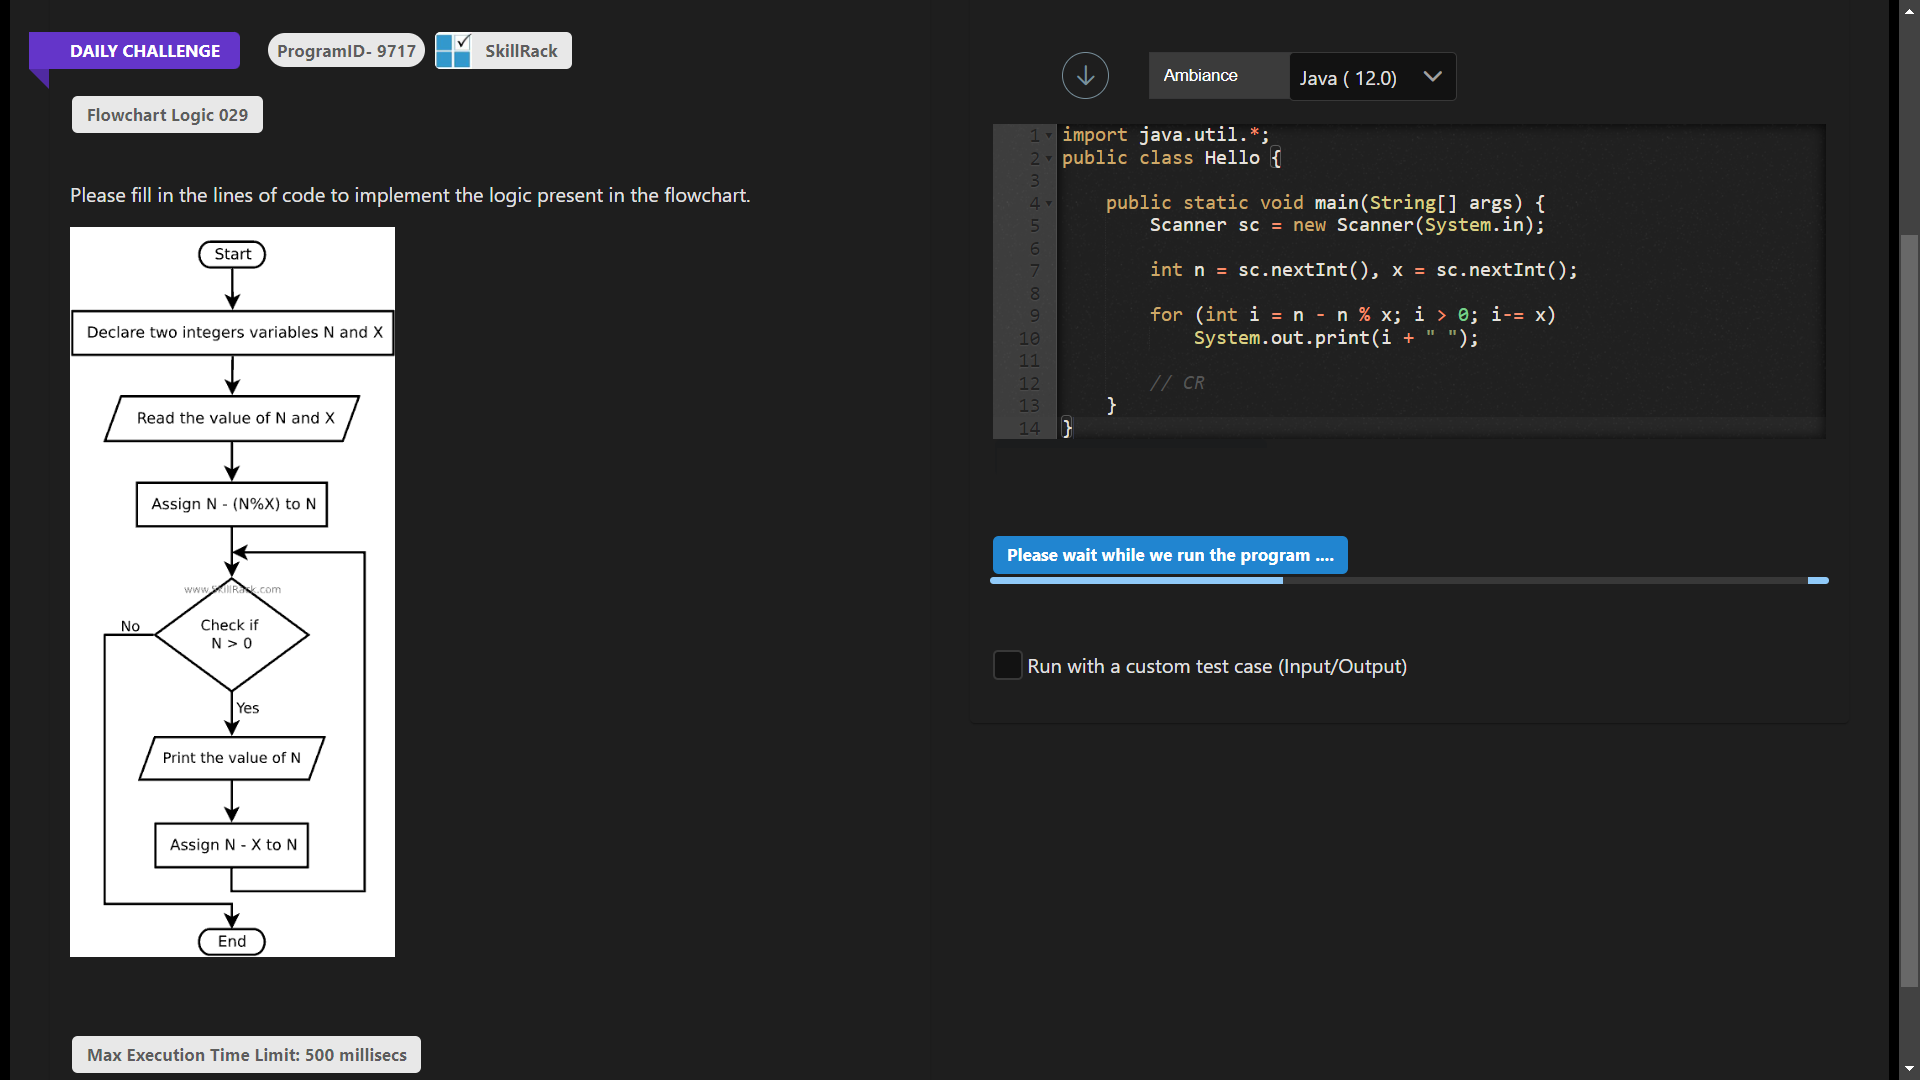 DAILY CHALLENGE
ProgramID- 9717
SkillRack
Flowchart Logic 029
Please fill in the lines of code to implement the logic present in the flowchart.
Start
Declare two integers variables N and X
Read the value of N and X
Assign N - (N%X) to N
www.SkillRack.com
Check if
N > 0
No
Yes
Print the value of N
Assign N - X to N
End
Max Execution Time Limit: 500 millisecs
Ambiance
Java ( 12.0)
1 import java.util.*;
2 public class Hello {
3
4 public static void main(String[] args) {
5 Scanner sc = new Scanner(System.in);
6
7 int n = sc.nextInt(), x = sc.nextInt();
8
9 for (int i = n - n % x; i > 0; i-= x)
10 System.out.print(i + " ");
11
12 // CR
13 }
14 }
Please wait while we run the program ....
Run with a custom test case (Input/Output)